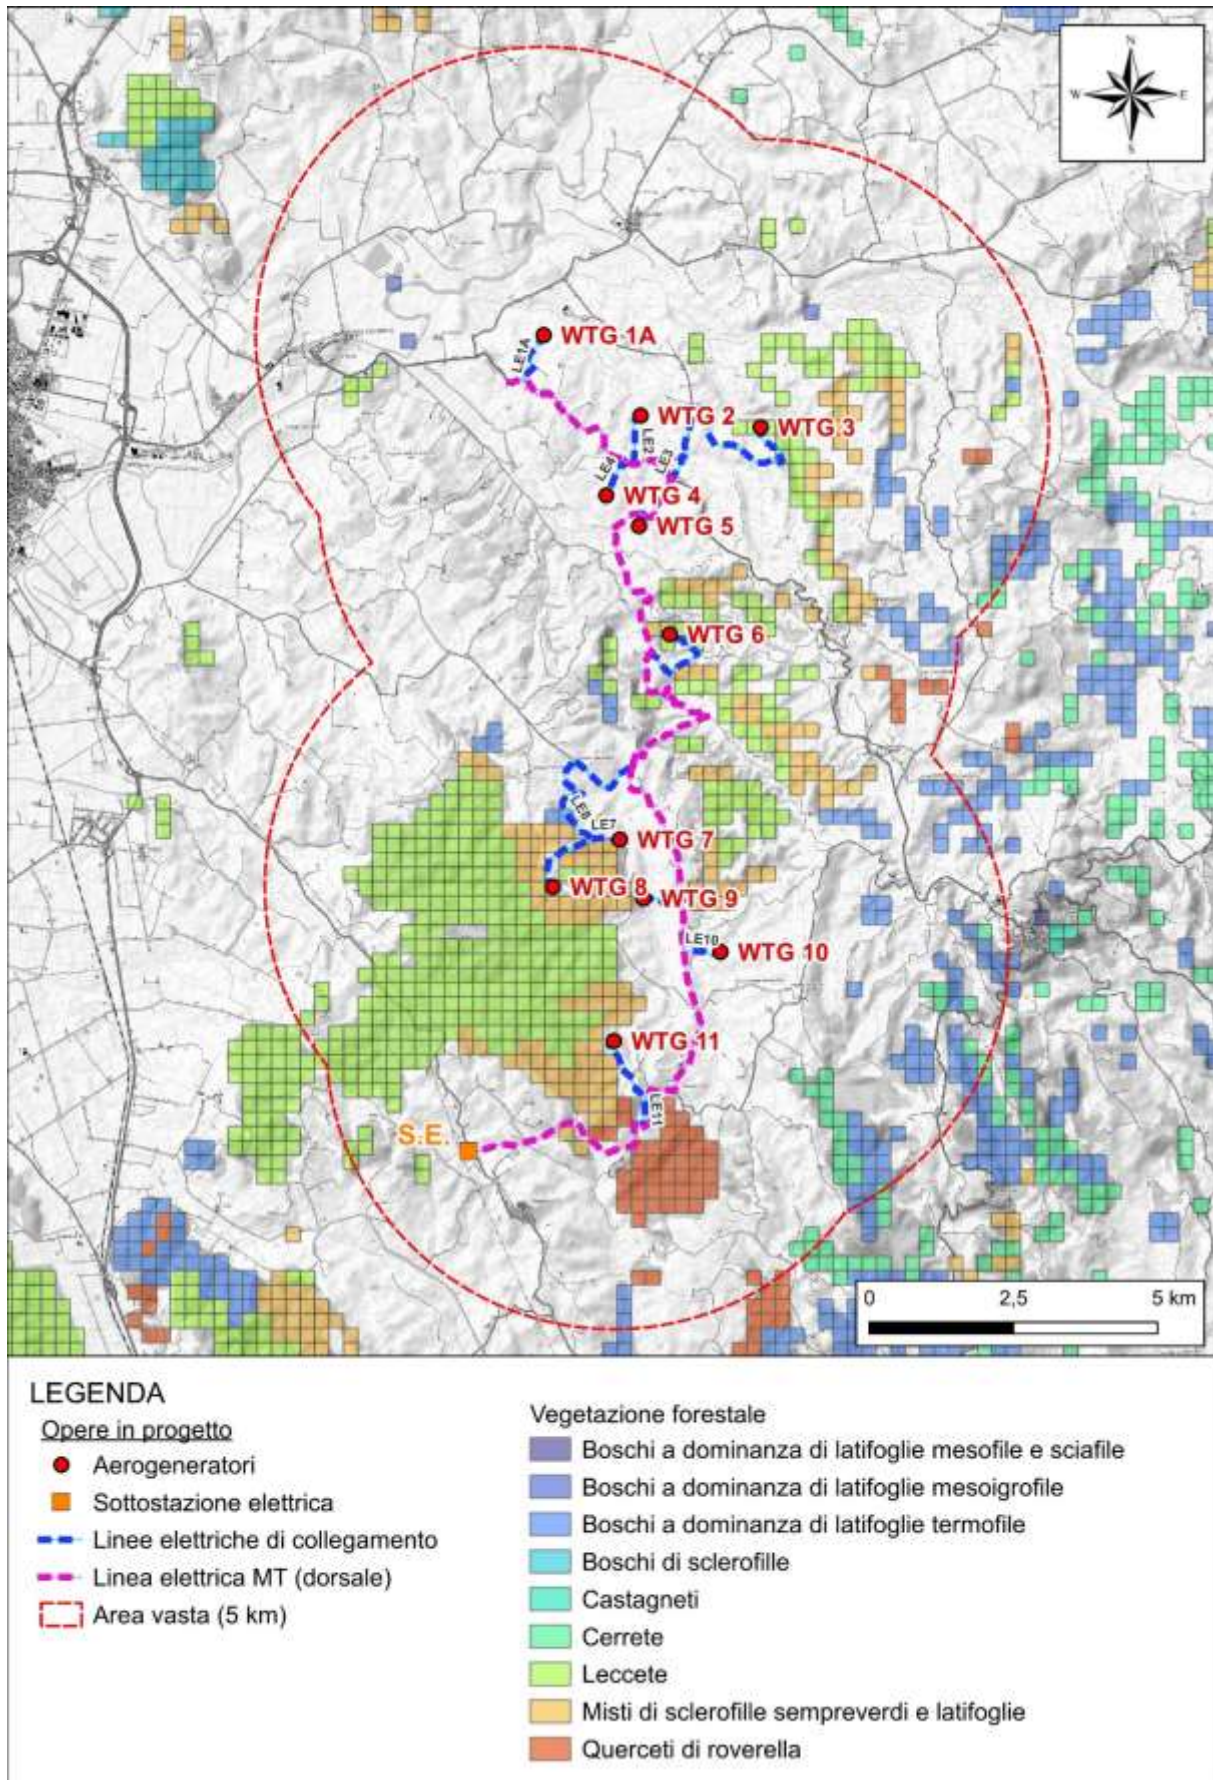 N
W E
S
WTG 1A
LE1A
WTG 2
WTG 3
LE2
LE3
LE4
WTG 4
WTG 5
WTG 6
LE8
LE7
WTG 7
WTG 8
WTG 9
LE10
WTG 10
WTG 11
LE11
S.E.
0 2,5 5 km
LEGENDA
Opere in progetto
Aerogeneratori
Sottostazione elettrica
Linee elettriche di collegamento
Linea elettrica MT (dorsale)
Area vasta (5 km)
Vegetazione forestale
Boschi a dominanza di latifoglie mesofile e sciafile
Boschi a dominanza di latifoglie mesoigrofile
Boschi a dominanza di latifoglie termofile
Boschi di sclerofille
Castagneti
Cerrete
Leccete
Misti di sclerofille sempreverdi e latifoglie
Querceti di roverella